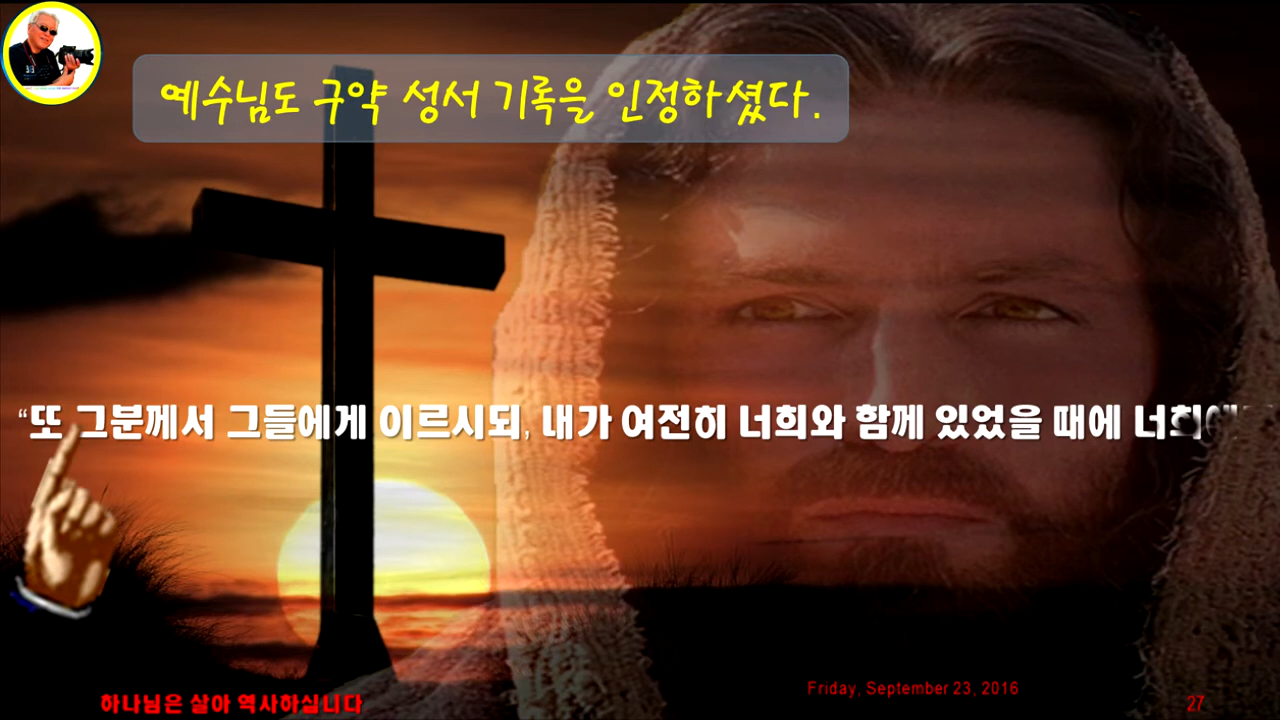 예수님도 구약 성서 기록을 인정하셨다.
“또 그분께서 그들에게 이르시되, 내가 여전히 너희와 함께 있었을 때에
Friday, September 23, 2016
하나님은 살아 역사하십니다
27